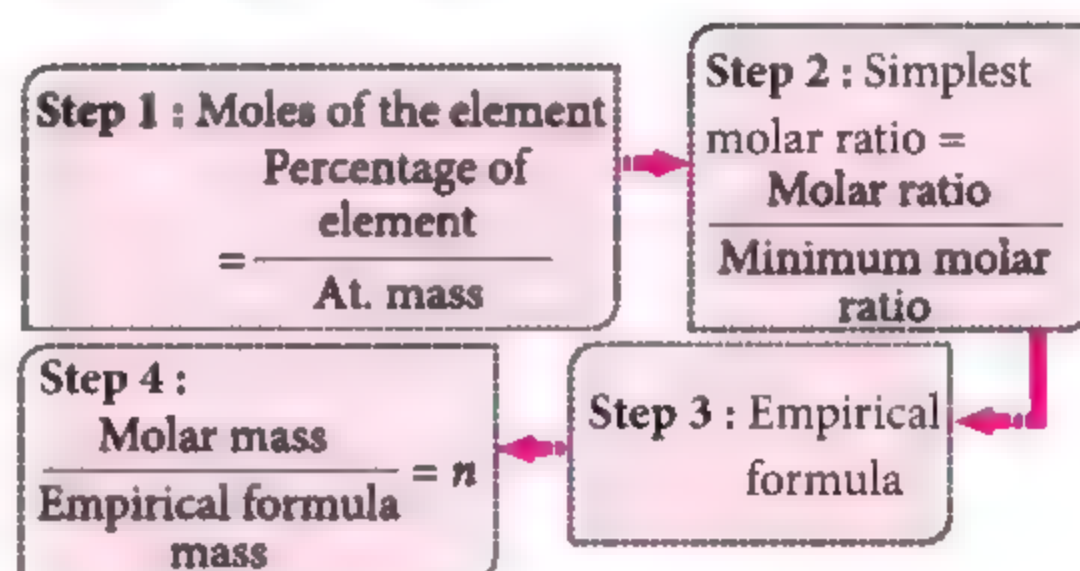 Step 1 : Moles of the element
Percentage of
element
=
At. mass
Step 2 : Simplest
molar ratio =
Molar ratio
Minimum molar
ratio
Step 3 : Empirical
formula
Step 4 :
Molar mass
= n
Empirical formula
mass